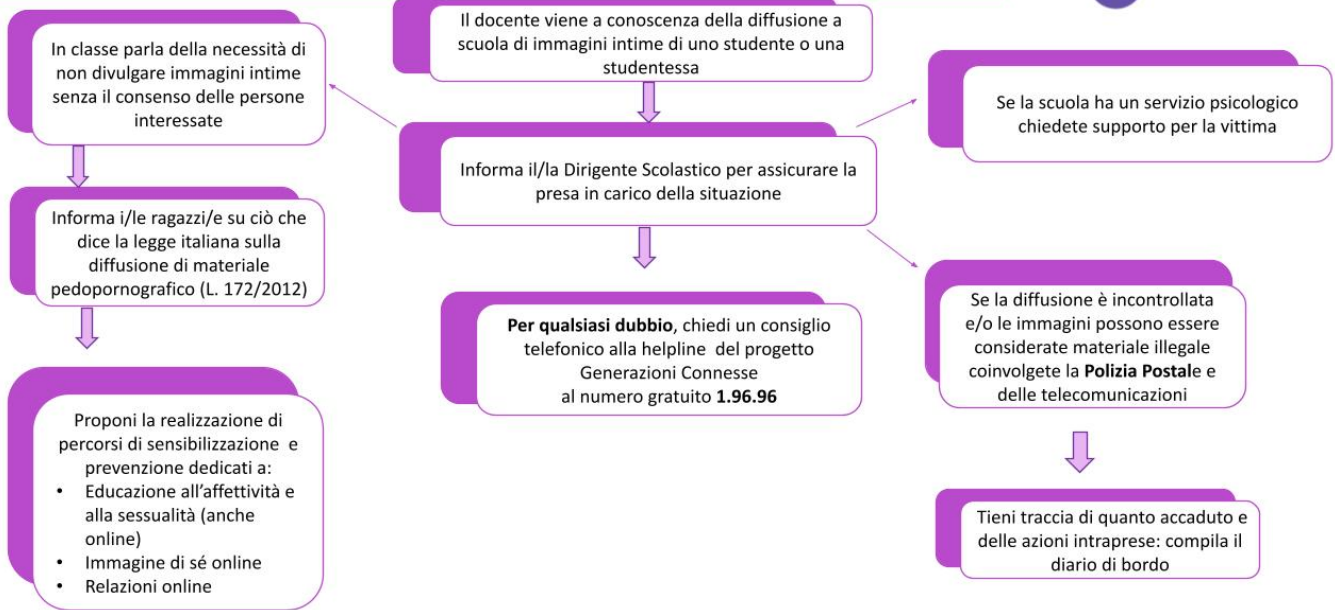 Il docente viene a conoscenza della diffusione a
scuola di immagini intime di uno studente o una
studentessa
In classe parla della necessità di
non divulgare immagini intime
senza il consenso delle persone
interessate
Se la scuola ha un servizio psicologico
chiedete supporto per la vittima
Informa il/la Dirigente Scolastico per assicurare la
presa in carico della situazione
Informa i/le ragazzi/e su ciò che
dice la legge italiana sulla
diffusione di materiale
pedopornografico (L. 172/2012)
Per qualsiasi dubbio, chiedi un consiglio
telefonico alla helpline del progetto
Generazioni Connesse
al numero gratuito 1.96.96
Se la diffusione è incontrollata
e/o le immagini possono essere
considerate materiale illegale
coinvolgete la Polizia Postale e
delle telecomunicazioni
Proponi la realizzazione di
percorsi di sensibilizzazione e
prevenzione dedicati a:
• Educazione all'affettività e
alla sessualità (anche
online)
• Immagine di sé online
• Relazioni online
Tieni traccia di quanto accaduto e
delle azioni intraprese: compila il
diario di bordo